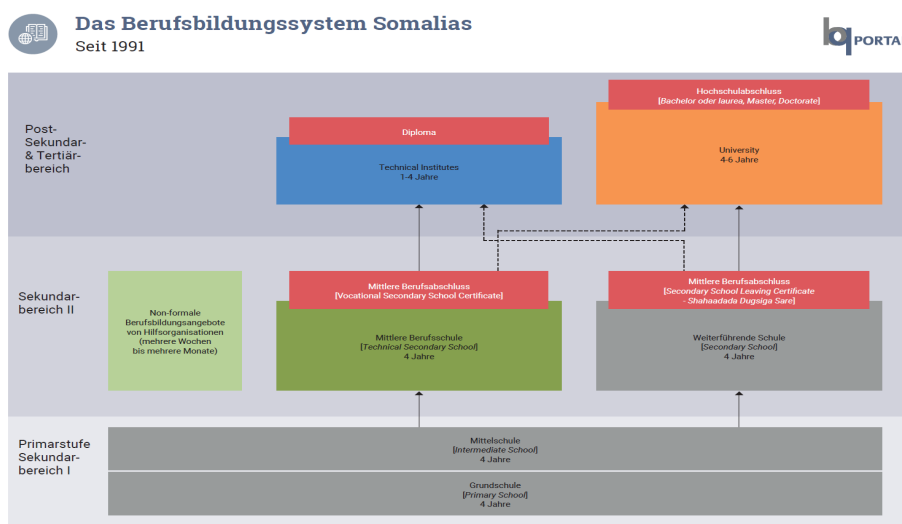 Das Berufsbildungssystem Somalias
Seit 1991
bq PORTA
Post-
Sekundar-
& Tertiär-
bereich
Diploma
Technical Institutes
1-4 Jahre
Hochschulabschluss
[Bachelor oder laurea, Master, Doctorate]
University
4-6 Jahre
Sekundar-
bereich II
Non-formale
Berufsbildungsangebote
von Hilfsorganisationen
(mehrere Wochen
bis mehrere Monate)
Mittlere Berufsabschluss
[Vocational Secondary School Certificate]
Mittlere Berufsschule
[Technical Secondary School]
4 Jahre
Mittlere Berufsabschluss
[Secondary School Leaving Certificate
- Shahaadada Dugsiga Sare]
Weiterführende Schule
[Secondary School]
4 Jahre
Primarstufe
Sekundar-
bereich I
Mittelschule
[Intermediate School]
4 Jahre
Grundschule
[Primary School]
4 Jahre